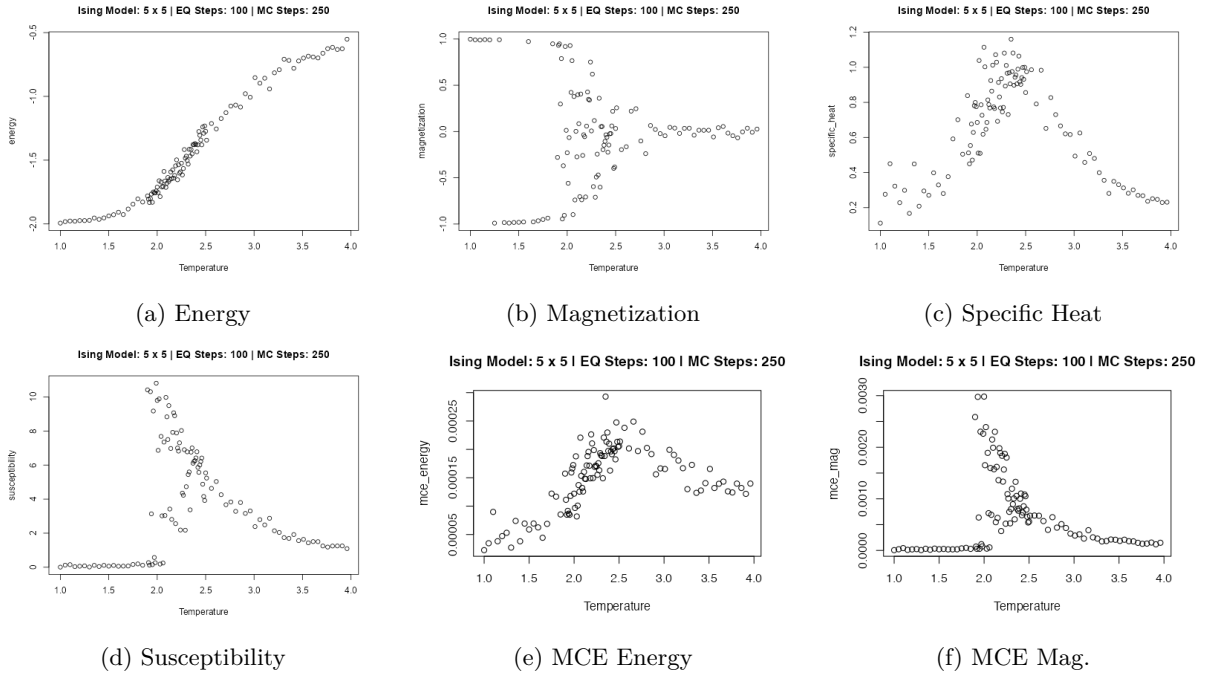 Ising Model: 5 x 5 | EQ Steps: 100 | MC Steps: 250
energy
-0.5
-1.0
-1.5
-2.0
1.0 1.5 2.0 2.5 3.0 3.5 4.0
Temperature
(a) Energy
Ising Model: 5 x 5 | EQ Steps: 100 | MC Steps: 250
magnetization
1.0
0.5
0.0
-0.5
-1.0
1.0 1.5 2.0 2.5 3.0 3.5 4.0
Temperature
(b) Magnetization
Ising Model: 5 x 5 | EQ Steps: 100 | MC Steps: 250
specific_heat
1.2
1.0
0.8
0.6
0.4
0.2
1.0 1.5 2.0 2.5 3.0 3.5 4.0
Temperature
(c) Specific Heat
Ising Model: 5 x 5 | EQ Steps: 100 | MC Steps: 250
susceptibility
10
8
6
4
2
0
1.0 1.5 2.0 2.5 3.0 3.5 4.0
Temperature
(d) Susceptibility
Ising Model: 5 x 5 | EQ Steps: 100 | MC Steps: 250
mce_energy
0.00025
0.00015
0.00005
1.0 1.5 2.0 2.5 3.0 3.5 4.0
Temperature
(e) MCE Energy
Ising Model: 5 x 5 | EQ Steps: 100 | MC Steps: 250
mce_mag
0.0030
0.0020
0.0010
0.0000
1.0 1.5 2.0 2.5 3.0 3.5 4.0
Temperature
(f) MCE Mag.